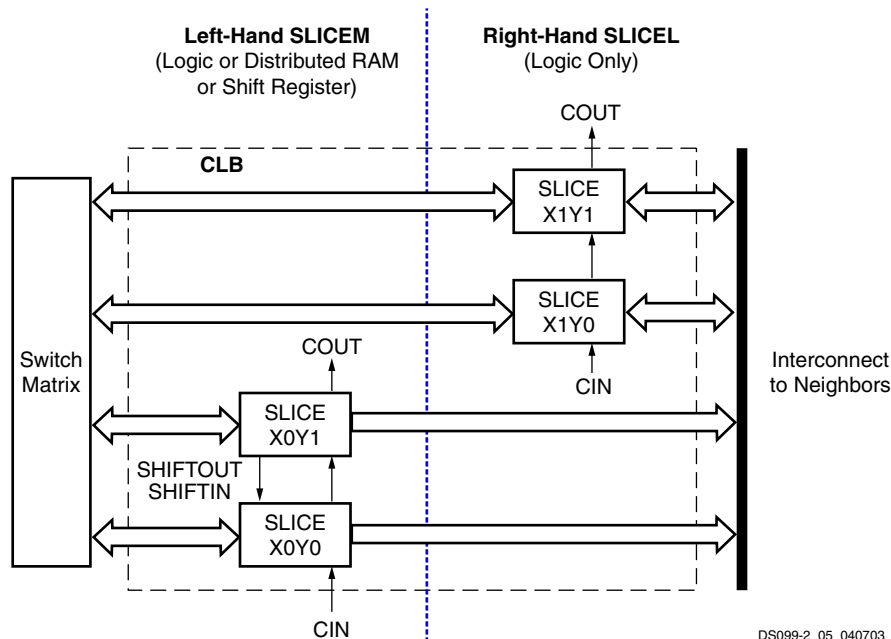 Left-Hand SLICEM
(Logic or Distributed RAM
or Shift Register)
Right-Hand SLICEL
(Logic Only)
COUT
CLB
SLICE
X1Y1
SLICE
X1Y0
COUT
CIN
Switch
Matrix
Interconnect
to Neighbors
SLICE
X0Y1
SHIFTOUT
SHIFTIN
SLICE
X0Y0
CIN
DS099-2_05_040703